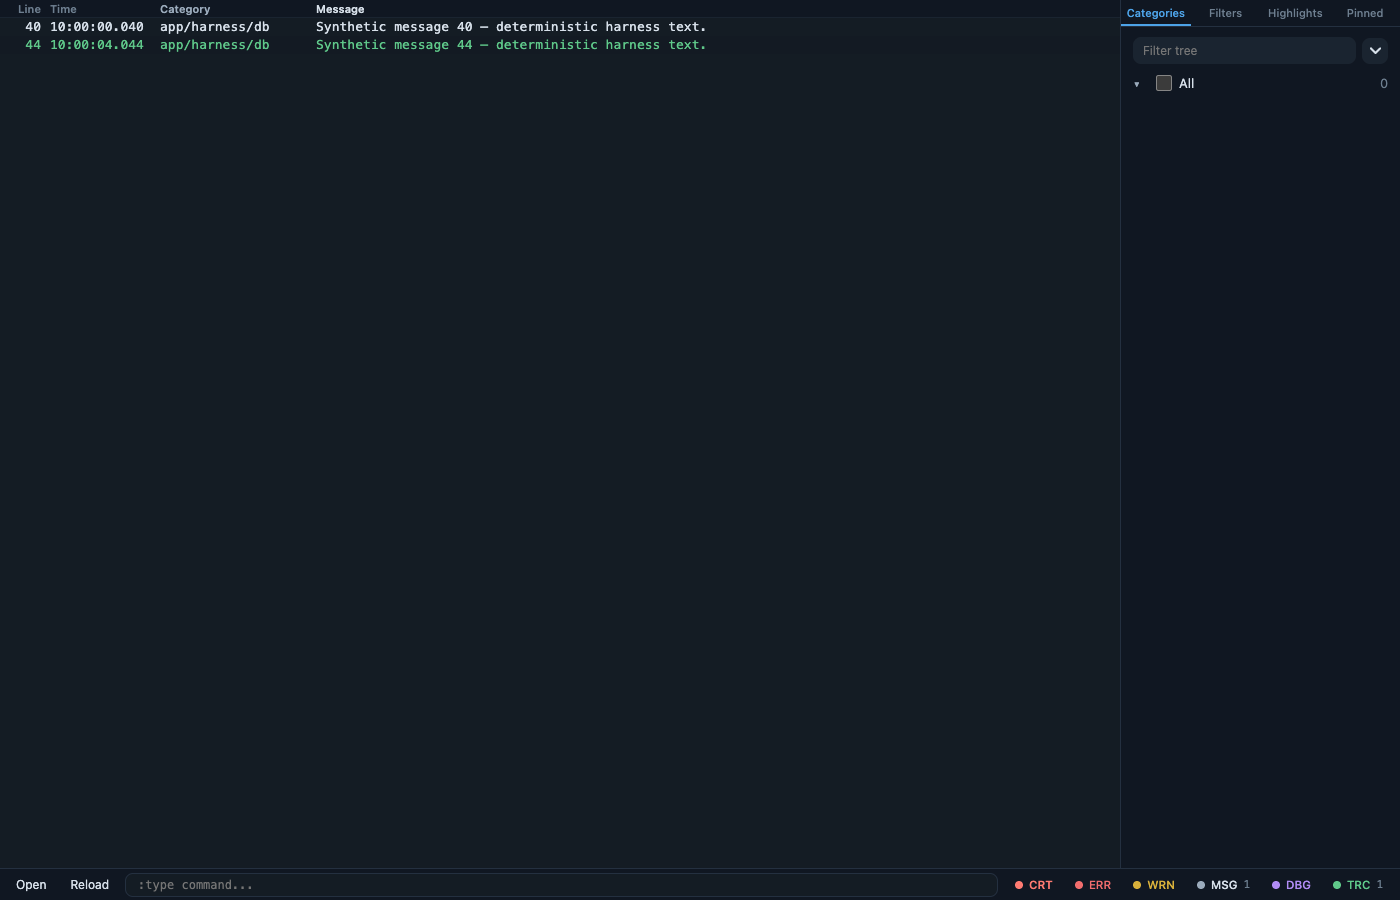 Line Time Category Message
40 10:00:00.040 app/harness/db Synthetic message 40 — deterministic harness text.
44 10:00:04.044 app/harness/db Synthetic message 44 — deterministic harness text.
Categories Filters Highlights Pinned
Filter tree
All 0
Open Reload :type command... CRT ERR WRN MSG 1 DBG TRC 1